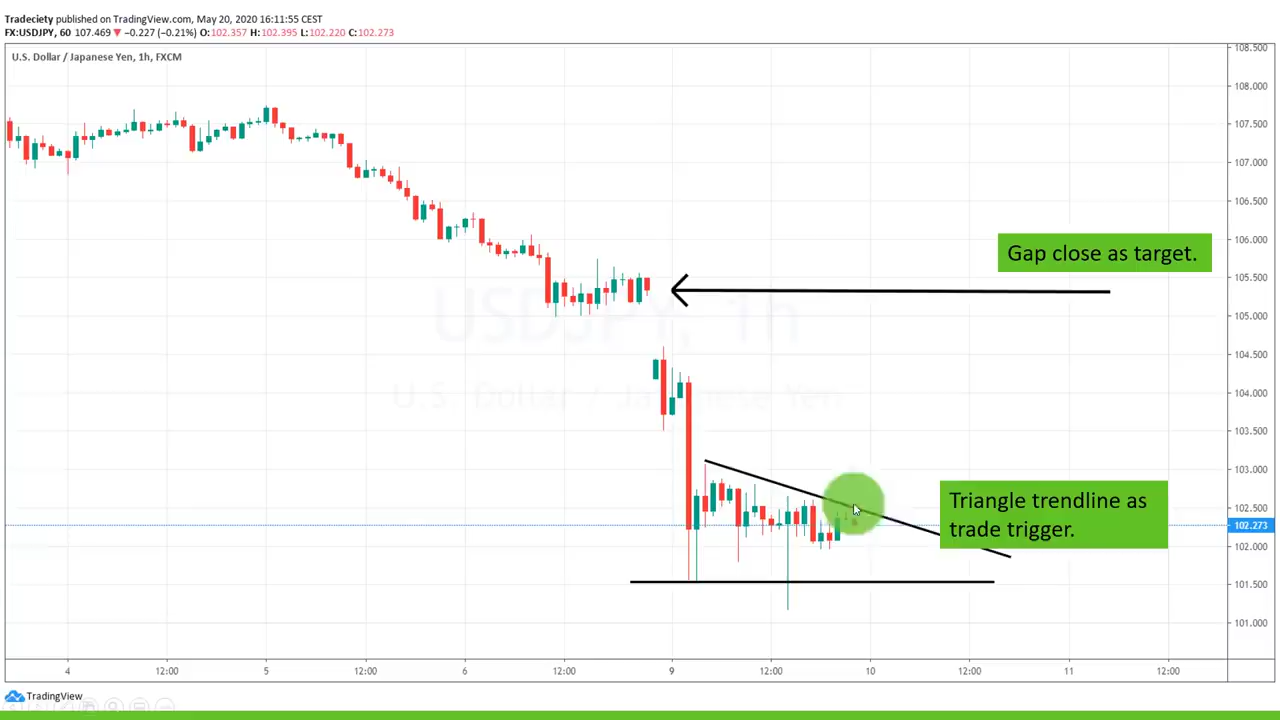 Tradeciety published on TradingView.com, May 20, 2020 16:11:55 CEST
FX:USDJPY, 60 107.469 ▼ −0.227 (−0.21%) O:102.357 H:102.395 L:102.220 C:102.273
U.S. Dollar / Japanese Yen, 1h, FXCM
108.500
108.000
107.500
107.000
106.500
106.000
Gap close as target.
105.500
USDJPY, 1h
105.000
104.500
U.S. Dollar / Japanese Yen
104.000
103.500
103.000
Triangle trendline as
trade trigger.
102.500
102.273
102.000
101.500
101.000
4 12:00 5 12:00 6 12:00 9 12:00 10 12:00 11 12:00
TradingView